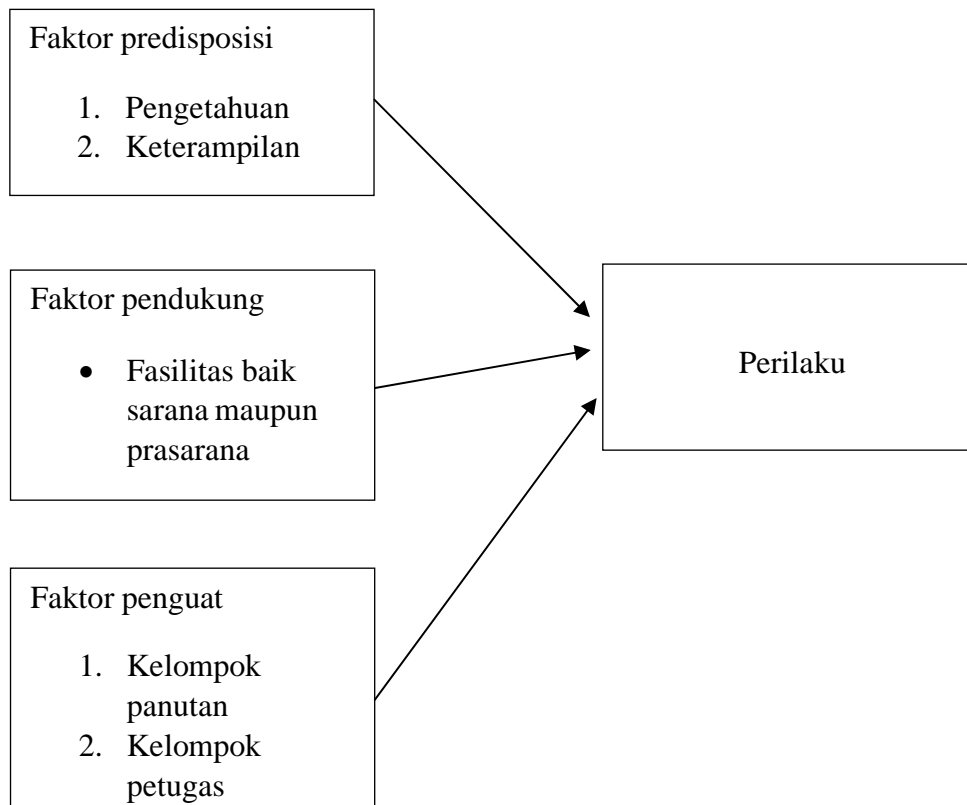 Faktor predisposisi
1. Pengetahuan
2. Keterampilan
Faktor pendukung
• Fasilitas baik
sarana maupun
prasarana
Perilaku
Faktor penguat
1. Kelompok
panutan
2. Kelompok
petugas